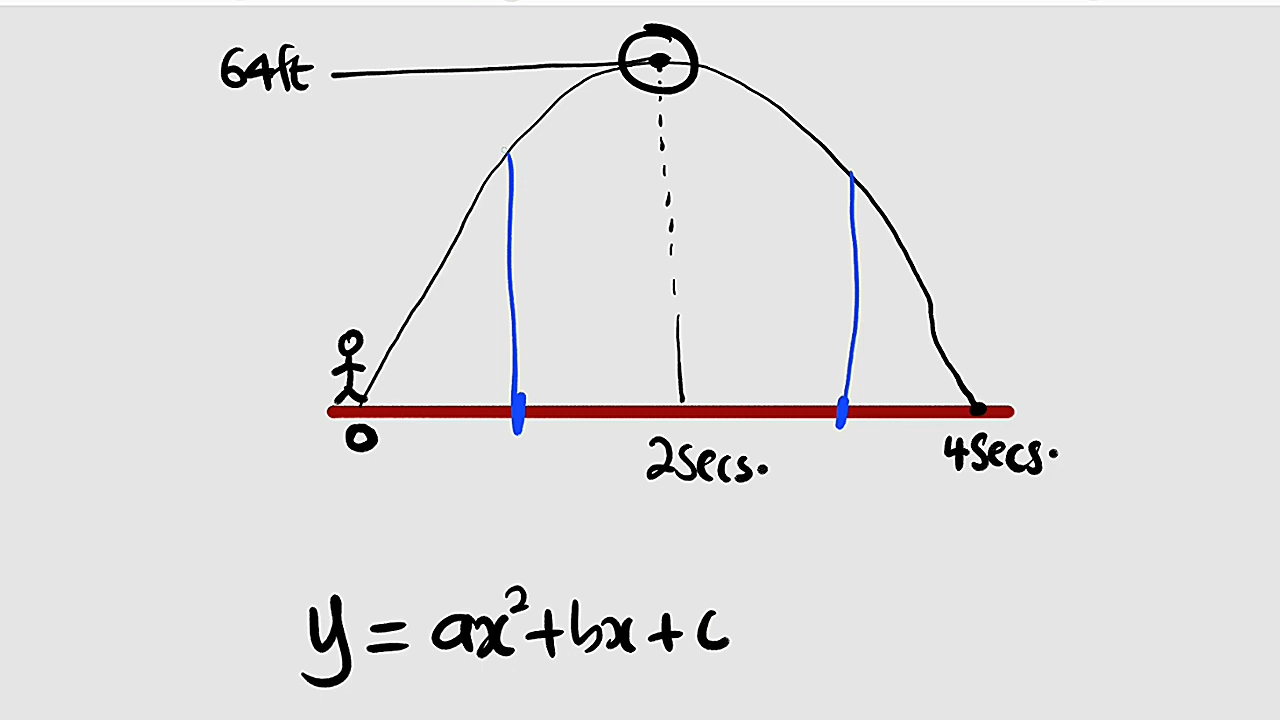 64ft
0
2secs.
4secs.
y = ax²+bx+c